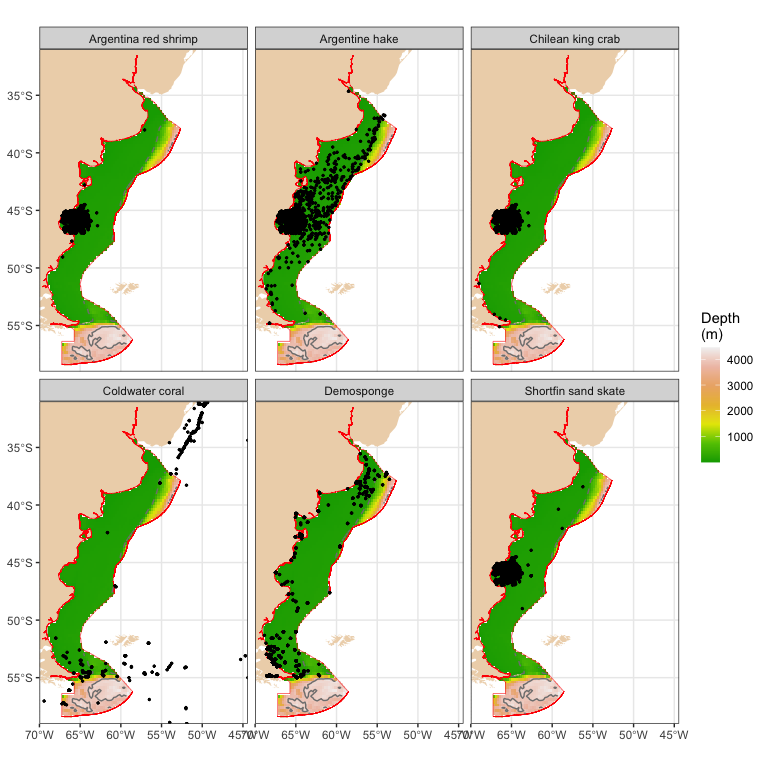 Argentina red shrimp
Argentine hake
Chilean king crab
35°S
40°S
45°S
50°S
55°S
Depth
(m)
4000
3000
2000
1000
Coldwater coral
Demosponge
Shortfin sand skate
35°S
40°S
45°S
50°S
55°S
70°W 65°W 60°W 55°W 50°W 45°W
70°W 65°W 60°W 55°W 50°W 45°W
70°W 65°W 60°W 55°W 50°W 45°W